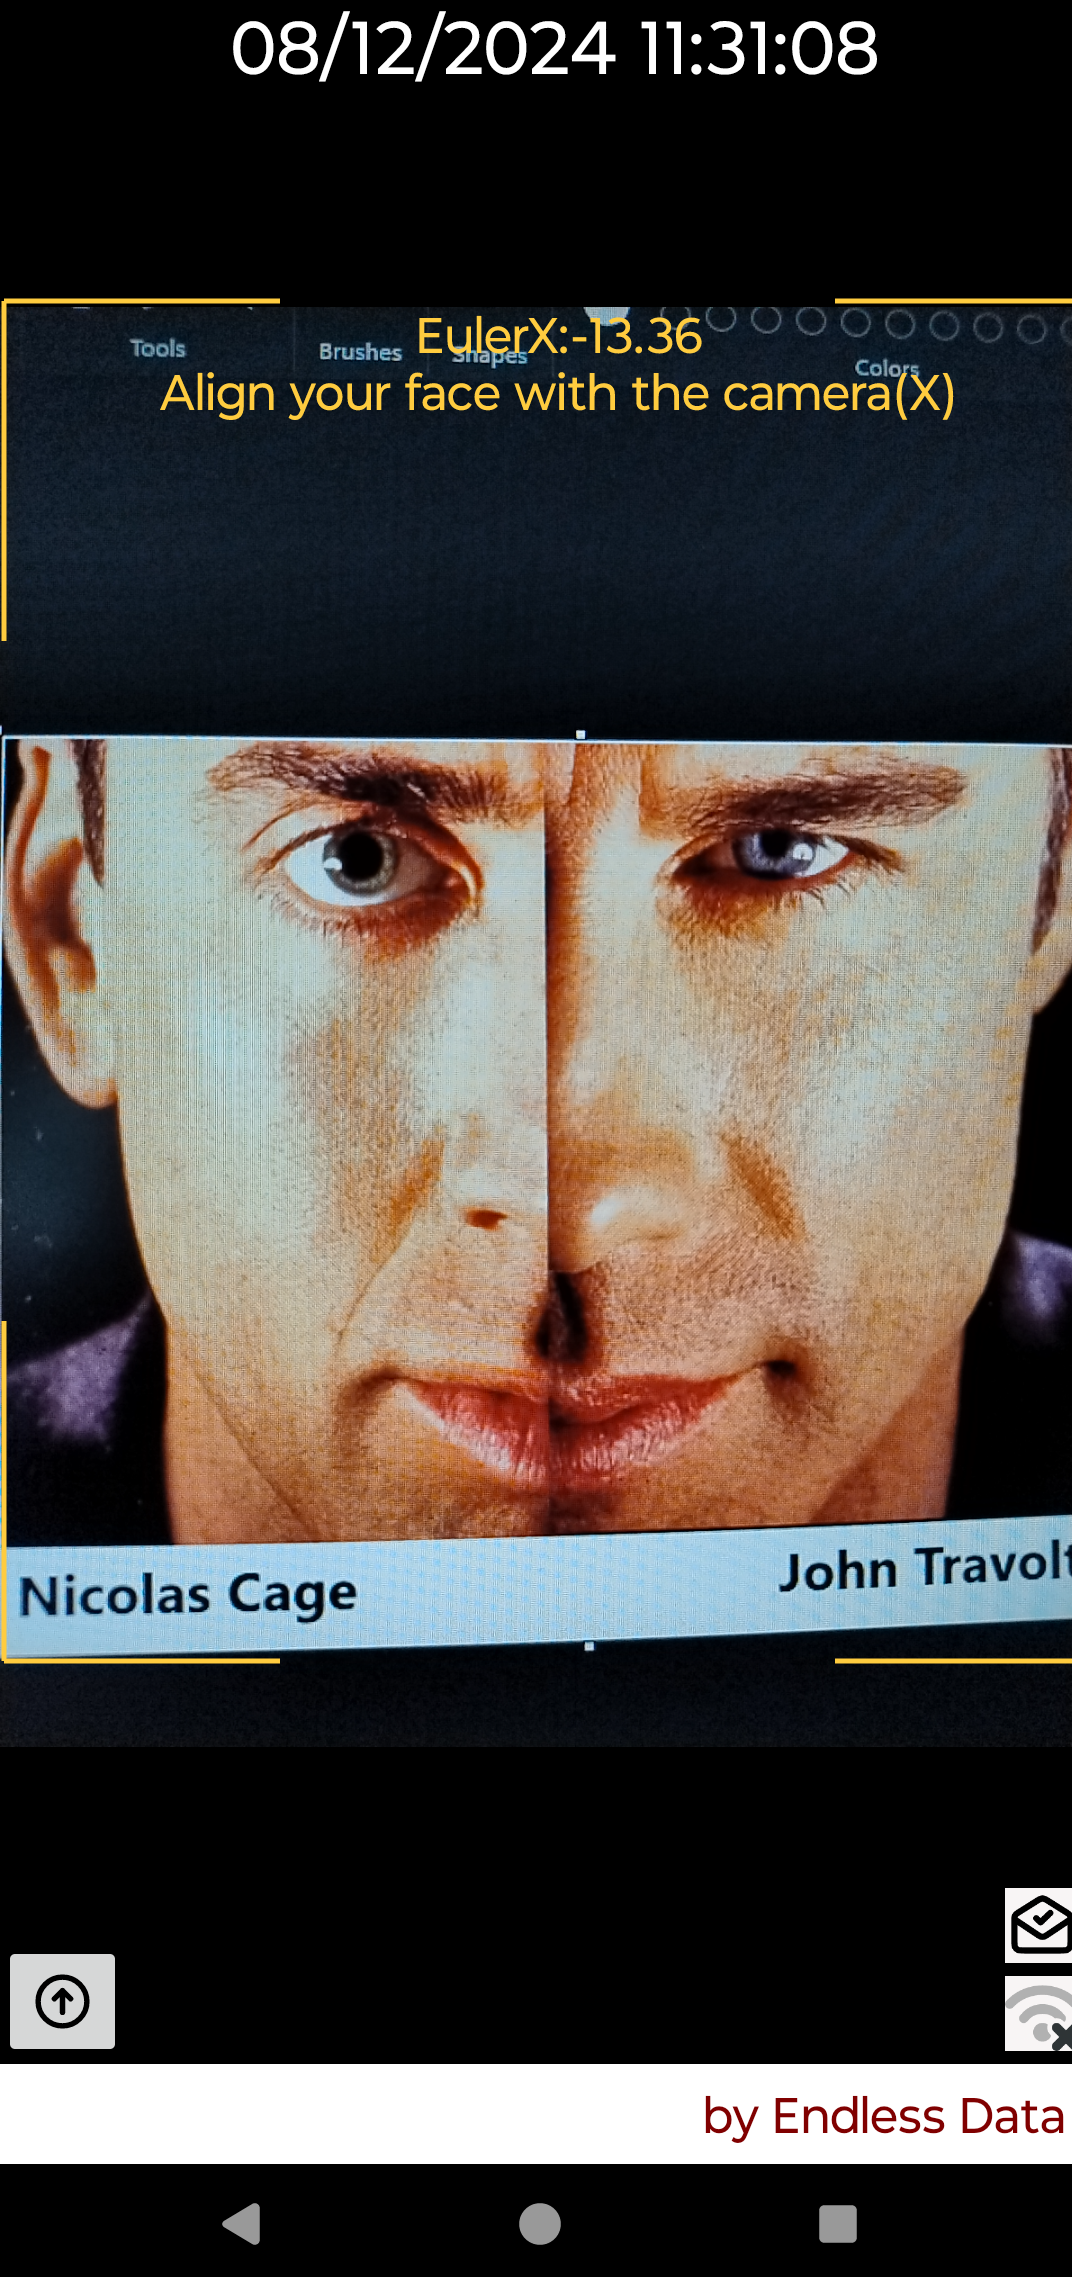 08/12/2024 11:31:08
Tools
Brushes
Shapes
Colors
EulerX:-13.36
Align your face with the camera(X)
Nicolas Cage
John Travolt
by Endless Data